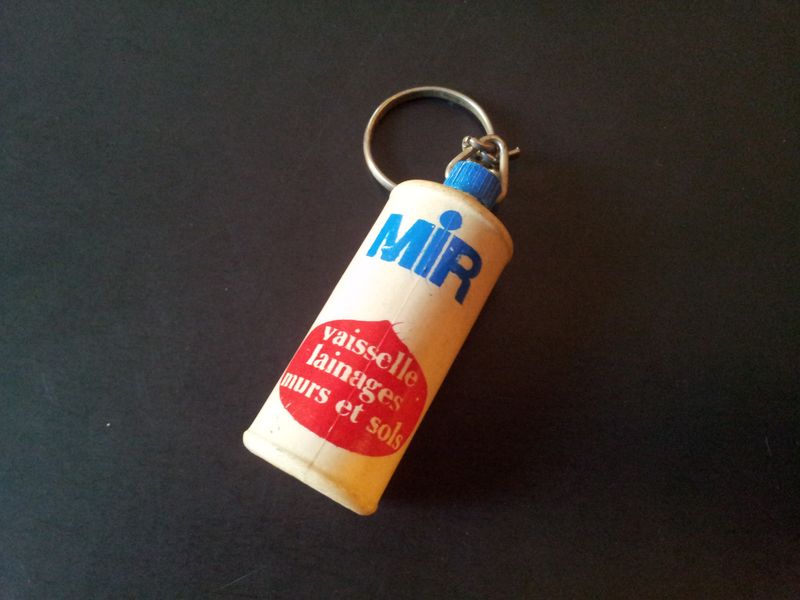 MiR
vaisselle
lainages
murs et sols